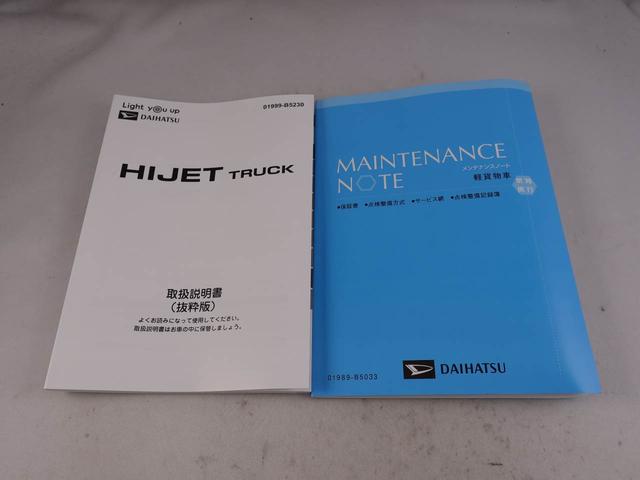 Light you up
DAIHATSU
01999-B5230
HIJET TRUCK
取扱説明書
（抜粋版）
よくお読みになって使用してください。
取扱説明書はお車の中に保管しましょう。
MAINTENANCE
NOTE
メンテナンスノート
軽貨物車
●保証書 ●点検整備方式 ●サービス網 ●点検整備記録簿
01989-B5033
DAIHATSU